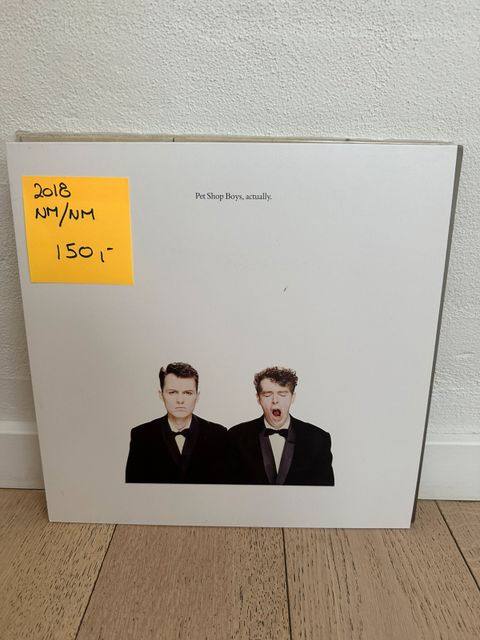 2018
NM/NM
150,-
Pet Shop Boys, actually.